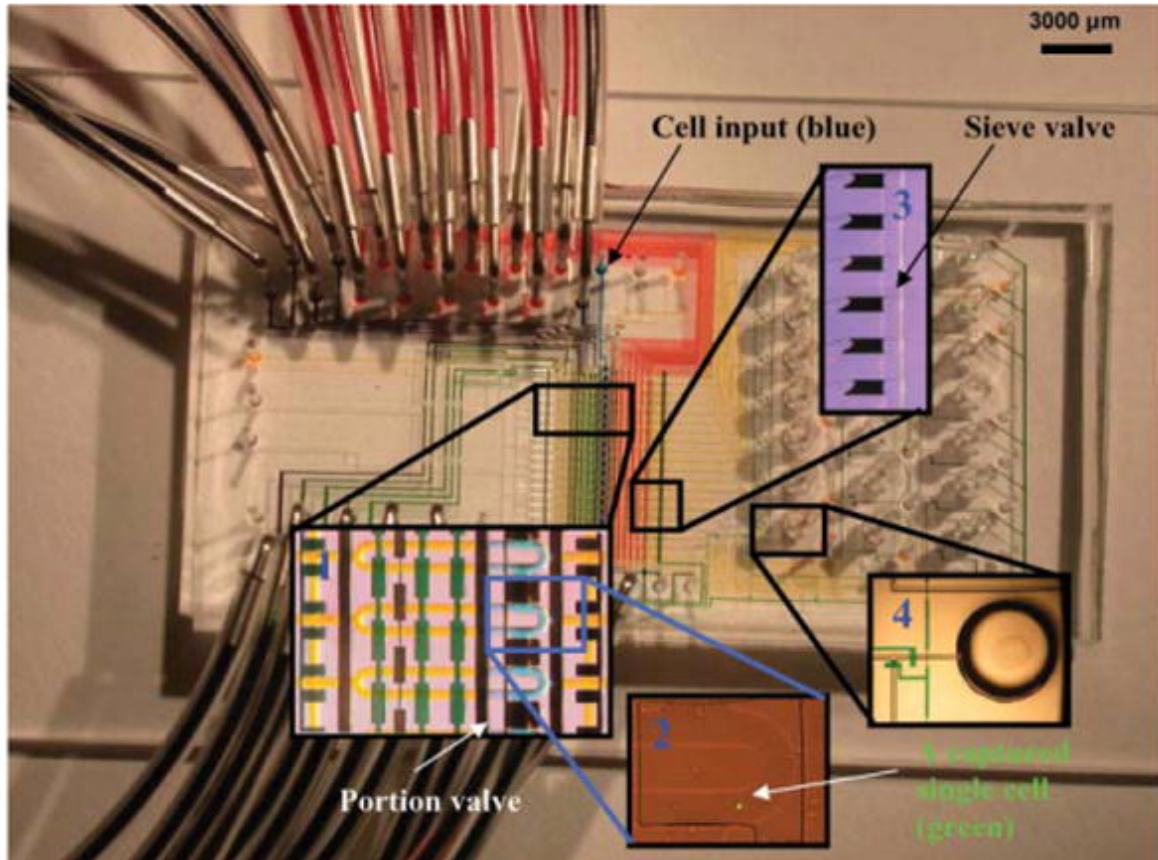 3000 µm
Cell input (blue)
Sieve valve
3
1
4
2
Portion valve
A captured
single cell
(green)